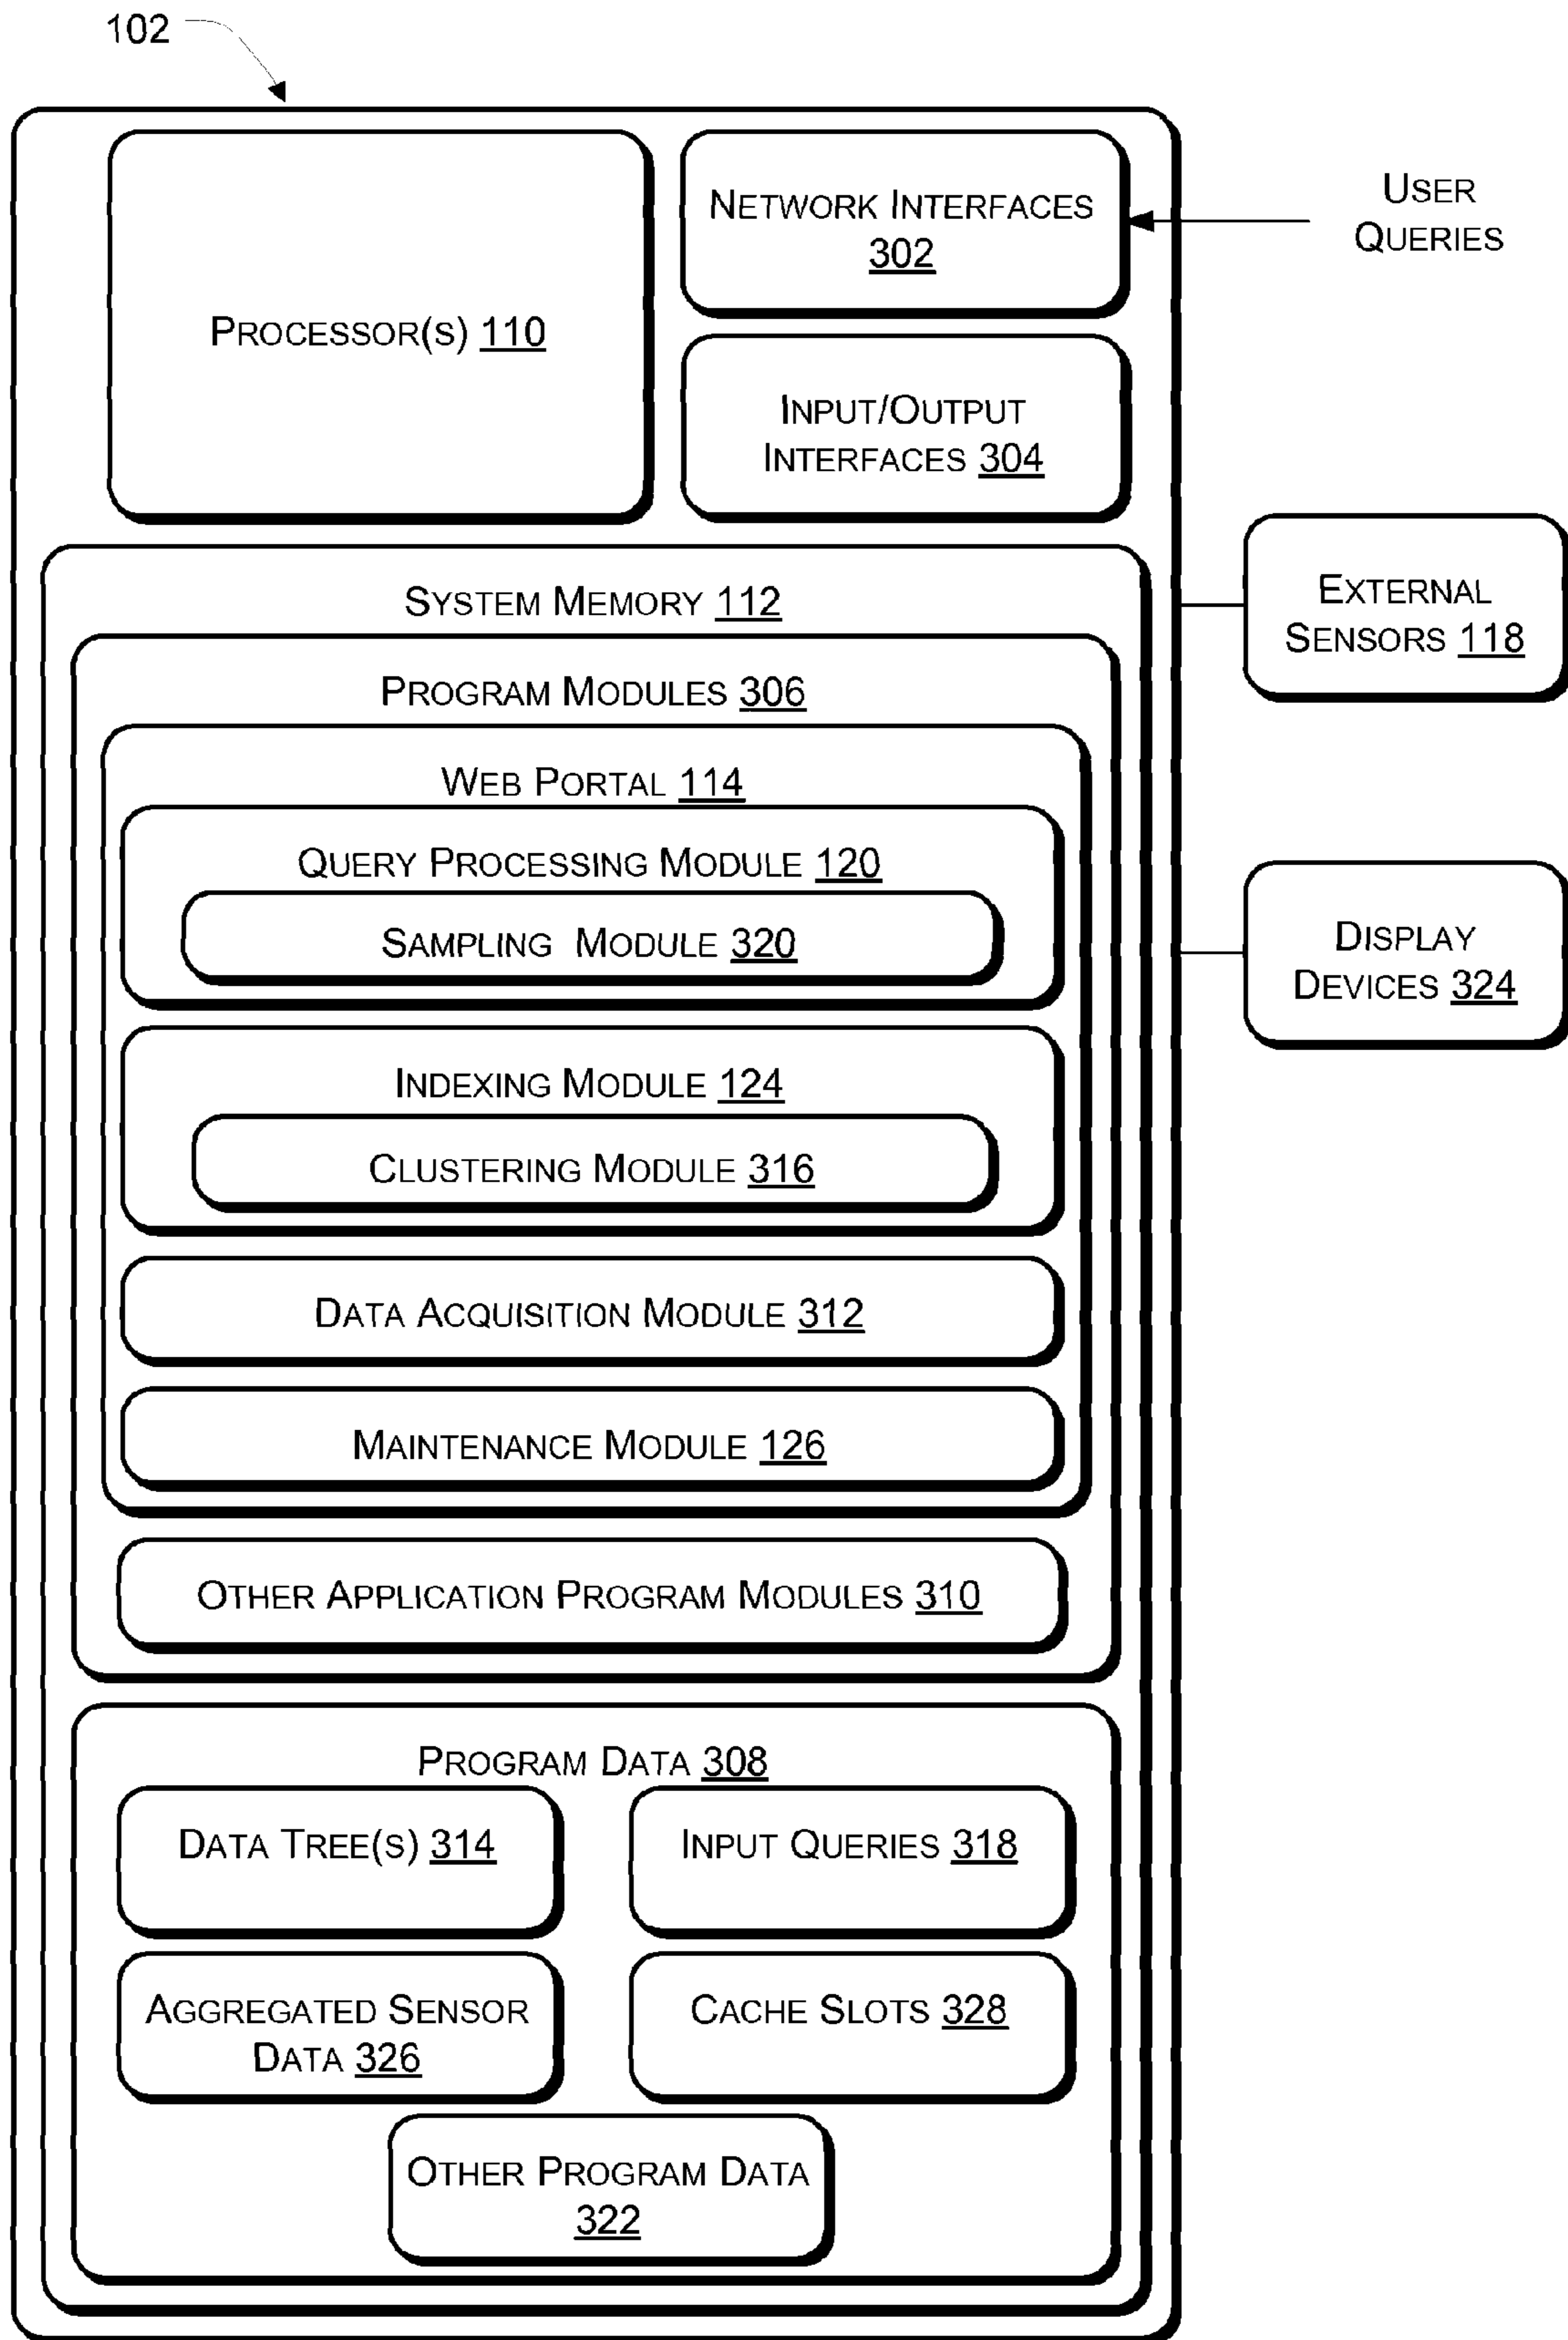 102
PROCESSOR(S) 110
NETWORK INTERFACES
302
USER
QUERIES
INPUT/OUTPUT
INTERFACES 304
SYSTEM MEMORY 112
EXTERNAL
SENSORS 118
PROGRAM MODULES 306
WEB PORTAL 114
QUERY PROCESSING MODULE 120
SAMPLING MODULE 320
DISPLAY
DEVICES 324
INDEXING MODULE 124
CLUSTERING MODULE 316
DATA ACQUISITION MODULE 312
MAINTENANCE MODULE 126
OTHER APPLICATION PROGRAM MODULES 310
PROGRAM DATA 308
DATA TREE(S) 314
INPUT QUERIES 318
AGGREGATED SENSOR
DATA 326
CACHE SLOTS 328
OTHER PROGRAM DATA
322